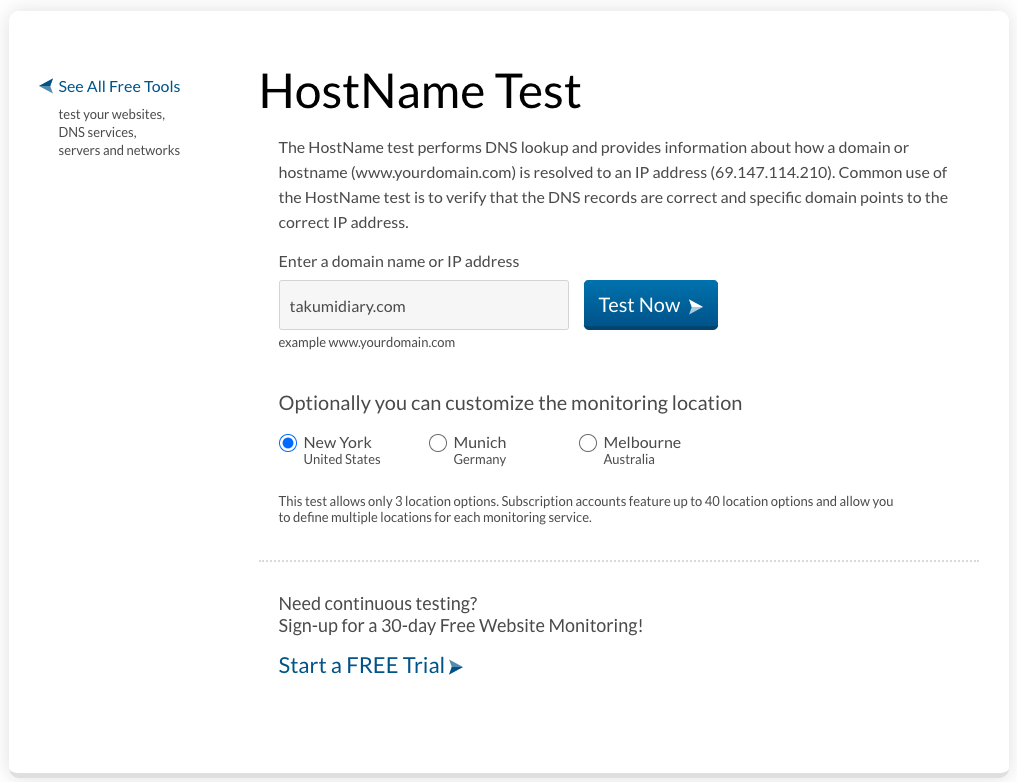 See All Free Tools
test your websites,
DNS services,
servers and networks
HostName Test
The HostName test performs DNS lookup and provides information about how a domain or
hostname (www.yourdomain.com) is resolved to an IP address (69.147.114.210). Common use of
the HostName test is to verify that the DNS records are correct and specific domain points to the
correct IP address.
Enter a domain name or IP address
takumidiary.com
Test Now
example www.yourdomain.com
Optionally you can customize the monitoring location
New York
United States
Munich
Germany
Melbourne
Australia
This test allows only 3 location options. Subscription accounts feature up to 40 location options and allow you
to define multiple locations for each monitoring service.
Need continuous testing?
Sign-up for a 30-day Free Website Monitoring!
Start a FREE Trial